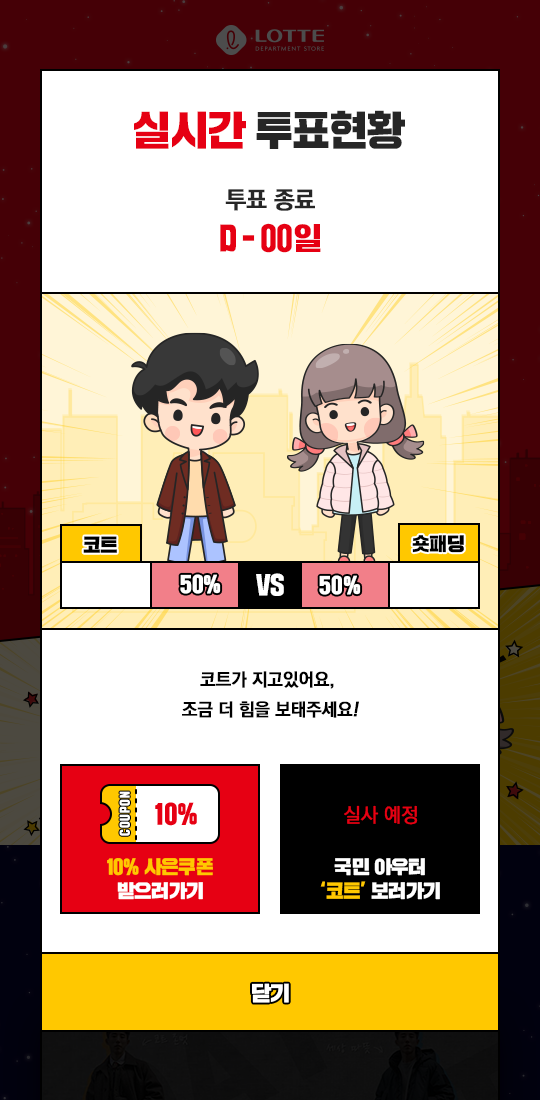 LOTTE
DEPARTMENT STORE
실시간 투표현황
투표 종료
D - 00일
코트
숏패딩
50%
VS
50%
코트가 지고있어요,
조금 더 힘을 보태주세요!
COUPON
10%
10% 사은쿠폰
받으러가기
실사 예정
국민 아우터
‘코트’ 보러가기
닫기